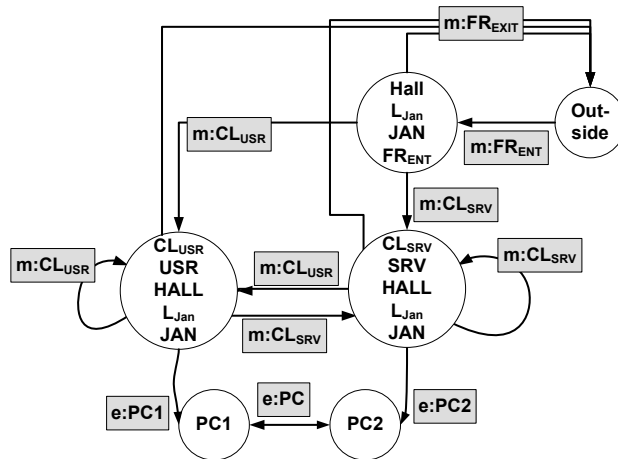 m:FR_EXIT
Hall
L_Jan
JAN
FR_ENT
Out-
side
m:CL_USR
m:FR_ENT
m:CL_SRV
CL_USR
USR
HALL
L_Jan
JAN
m:CL_USR
m:CL_USR
m:CL_SRV
CL_SRV
SRV
HALL
L_Jan
JAN
m:CL_SRV
e:PC1
PC1
e:PC
PC2
e:PC2